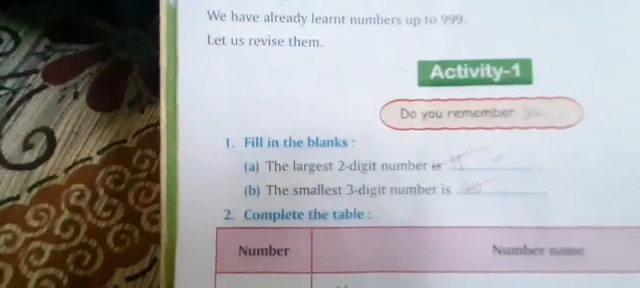 We have already learnt numbers up to 999.
Let us revise them.
Activity-1
Do you remember
1. Fill in the blanks :
(a) The largest 2-digit number is
(b) The smallest 3-digit number is
2. Complete the table :
Number Number name